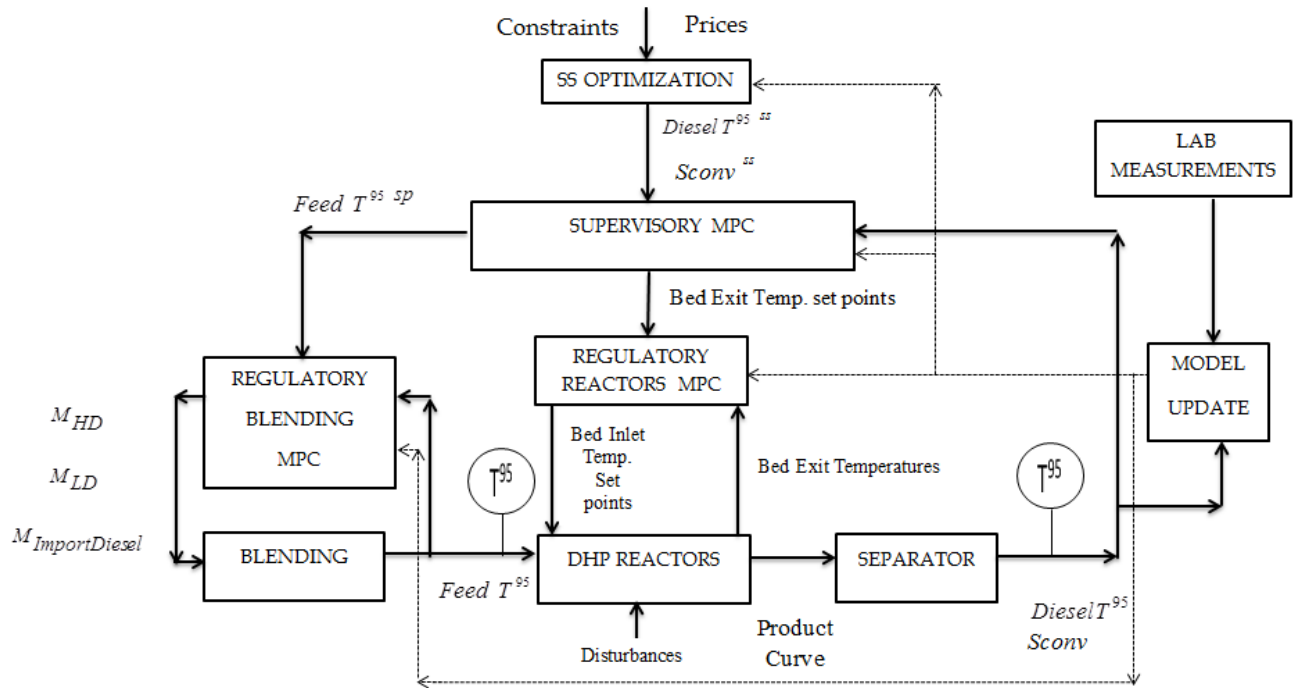 Constraints Prices
SS OPTIMIZATION
Diesel T^95 ss
Sconv ss
LAB
MEASUREMENTS
Feed T^95 sp
SUPERVISORY MPC
Bed Exit Temp. set points
REGULATORY
BLENDING
MPC
REGULATORY
REACTORS MPC
MODEL
UPDATE
M_HD
M_LD
M_ImportDiesel
Bed Inlet
Temp.
Set
points
Bed Exit Temperatures
T^95
T^95
BLENDING
DHP REACTORS
SEPARATOR
Feed T^95
Diesel T^95
Sconv
Product
Curve
Disturbances